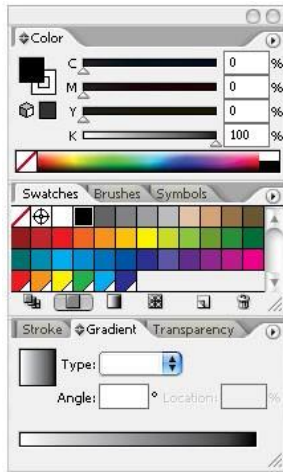 Color
C 0 %
M 0 %
Y 0 %
K 100 %
Swatches Brushes Symbols
Stroke Gradient Transparency
Type:
Angle: ° Location: %